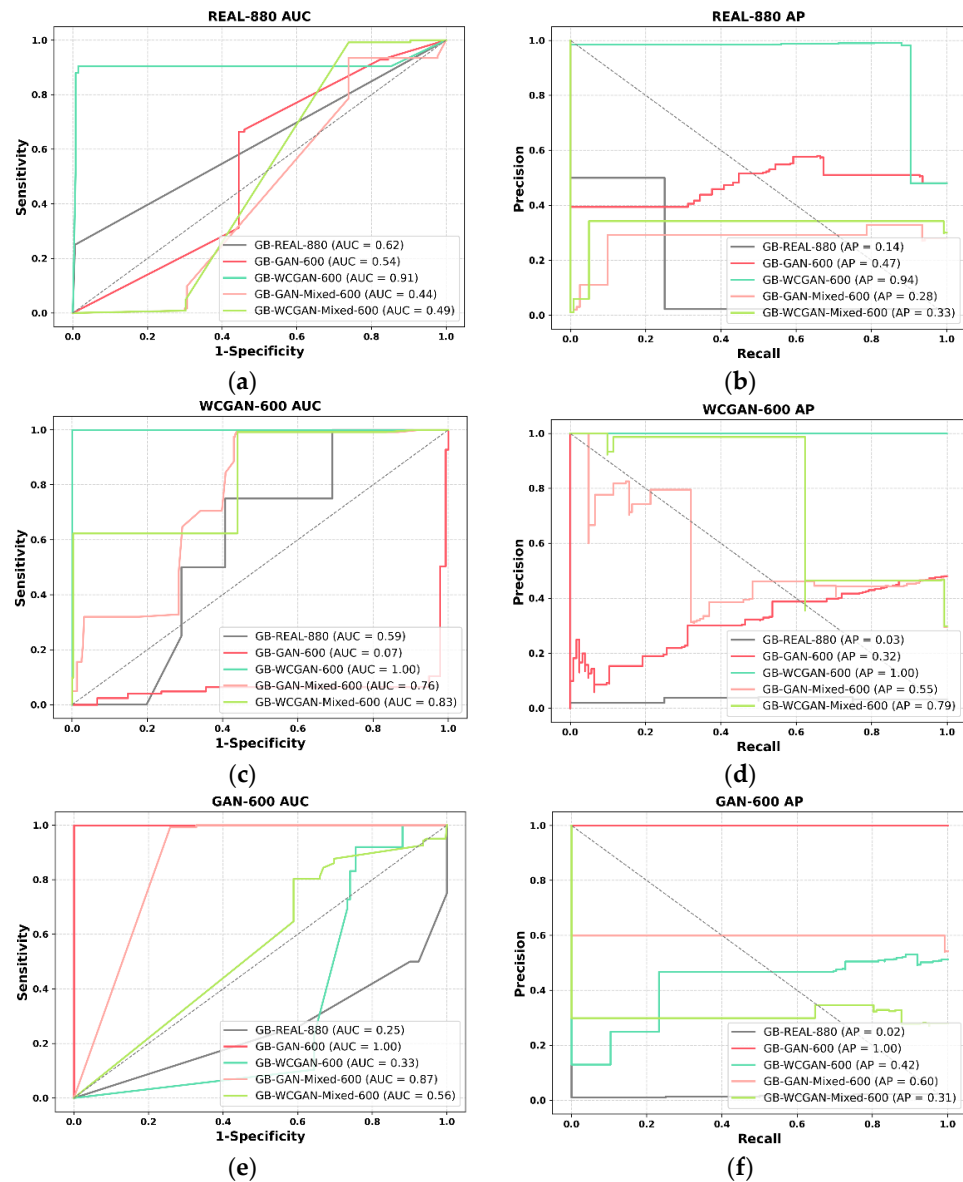 REAL-880 AUC
1.0
0.8
0.6
0.4
0.2
0.0
Sensitivity
GB-REAL-880 (AUC = 0.62)
GB-GAN-600 (AUC = 0.54)
GB-WCGAN-600 (AUC = 0.91)
GB-GAN-Mixed-600 (AUC = 0.44)
GB-WCGAN-Mixed-600 (AUC = 0.49)
0.0 0.2 0.4 0.6 0.8 1.0
1-Specificity
(a)
REAL-880 AP
1.0
0.8
0.6
0.4
0.2
0.0
Precision
GB-REAL-880 (AP = 0.14)
GB-GAN-600 (AP = 0.47)
GB-WCGAN-600 (AP = 0.94)
GB-GAN-Mixed-600 (AP = 0.28)
GB-WCGAN-Mixed-600 (AP = 0.33)
0.0 0.2 0.4 0.6 0.8 1.0
Recall
(b)
WCGAN-600 AUC
1.0
0.8
0.6
0.4
0.2
0.0
Sensitivity
GB-REAL-880 (AUC = 0.59)
GB-GAN-600 (AUC = 0.07)
GB-WCGAN-600 (AUC = 1.00)
GB-GAN-Mixed-600 (AUC = 0.76)
GB-WCGAN-Mixed-600 (AUC = 0.83)
0.0 0.2 0.4 0.6 0.8 1.0
1-Specificity
(c)
WCGAN-600 AP
1.0
0.8
0.6
0.4
0.2
0.0
Precision
GB-REAL-880 (AP = 0.03)
GB-GAN-600 (AP = 0.32)
GB-WCGAN-600 (AP = 1.00)
GB-GAN-Mixed-600 (AP = 0.55)
GB-WCGAN-Mixed-600 (AP = 0.79)
0.0 0.2 0.4 0.6 0.8 1.0
Recall
(d)
GAN-600 AUC
1.0
0.8
0.6
0.4
0.2
0.0
Sensitivity
GB-REAL-880 (AUC = 0.25)
GB-GAN-600 (AUC = 1.00)
GB-WCGAN-600 (AUC = 0.33)
GB-GAN-Mixed-600 (AUC = 0.87)
GB-WCGAN-Mixed-600 (AUC = 0.56)
0.0 0.2 0.4 0.6 0.8 1.0
1-Specificity
(e)
GAN-600 AP
1.0
0.8
0.6
0.4
0.2
0.0
Precision
GB-REAL-880 (AP = 0.02)
GB-GAN-600 (AP = 1.00)
GB-WCGAN-600 (AP = 0.42)
GB-GAN-Mixed-600 (AP = 0.60)
GB-WCGAN-Mixed-600 (AP = 0.31)
0.0 0.2 0.4 0.6 0.8 1.0
Recall
(f)